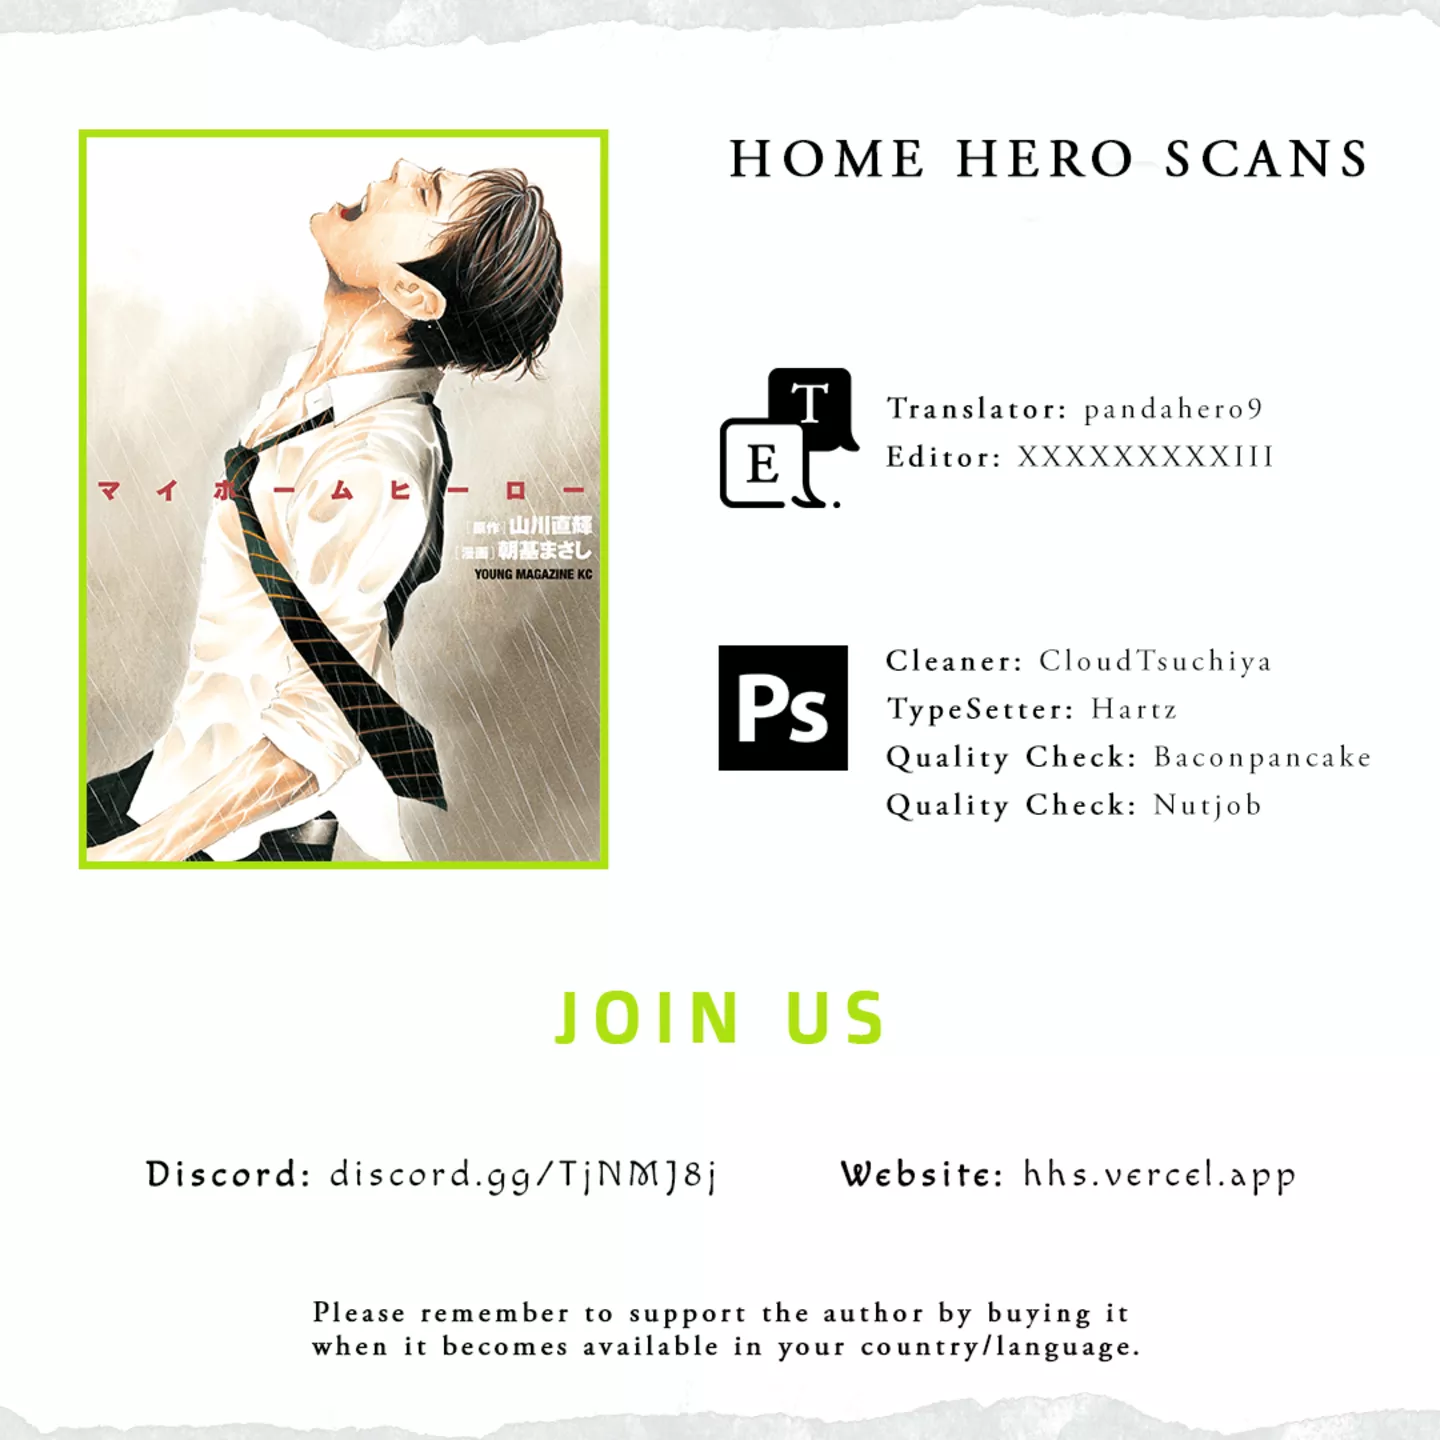 HOME HERO SCANS
マイホームヒーロー
[原作]山川直輝
[漫画]朝基まさし
YOUNG MAGAZINE KC
T
E
Translator: pandahero9
Editor: XXXXXXXXXIII
Ps
Cleaner: CloudTsuchiya
TypeSetter: Hartz
Quality Check: Baconpancake
Quality Check: Nutjob
JOIN US
Discord: discord.gg/TjNMJ8j
Website: hhs.vercel.app
Please remember to support the author by buying it
when it becomes available in your country/language.